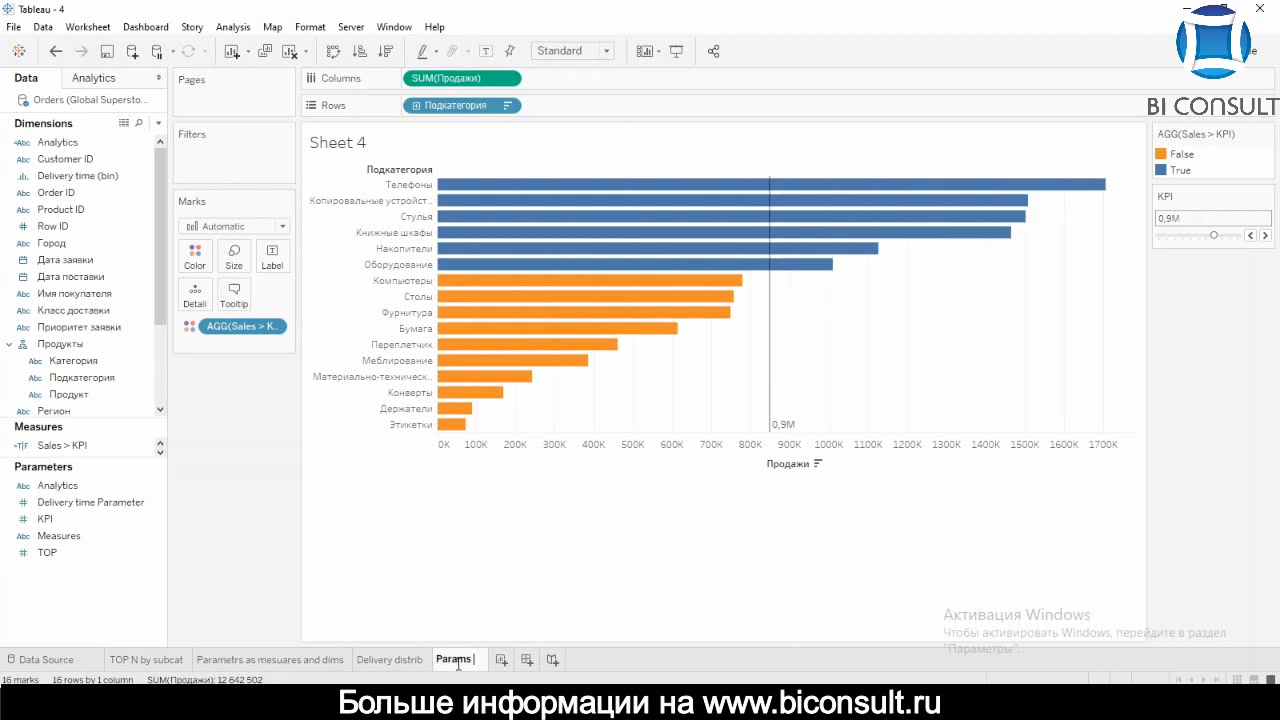 Tableau - 4
File Data Worksheet Dashboard Story Analysis Map Format Server Window Help
Standard
BI CONSULT
Data Analytics
Orders (Global Supersto...
Dimensions
Analytics
Customer ID
Delivery time (bin)
Order ID
Product ID
Row ID
Город
Дата заявки
Дата поставки
Имя покупателя
Класс доставки
Приоритет заявки
Продукты
Категория
Подкатегория
Продукт
Регион
Measures
Sales > KPI
Parameters
Analytics
Delivery time Parameter
KPI
Measures
TOP
Pages
Filters
Marks
Automatic
Color Size Label
Detail Tooltip
AGG(Sales > K..
Columns SUM(Продажи)
Rows Подкатегория
Sheet 4
Подкатегория
Телефоны
Копировальные устройст..
Стулья
Книжные шкафы
Накопители
Оборудование
Компьютеры
Столы
Фурнитура
Бумага
Переплетчик
Меблирование
Материально-техническ..
Конверты
Держатели
Этикетки
0,9M
0K 100K 200K 300K 400K 500K 600K 700K 800K 900K 1000K 1100K 1200K 1300K 1400K 1500K 1600K 1700K
Продажи
AGG(Sales > KPI)
False
True
KPI
0,9M
Активация Windows
Чтобы активировать Windows, перейдите в раздел
"Параметры".
Data Source TOP N by subcat Parametrs as mesuares and dims Delivery distrib Params
16 marks 16 rows by 1 column SUM(Продажи): 12 642 502
Больше информации на www.biconsult.ru